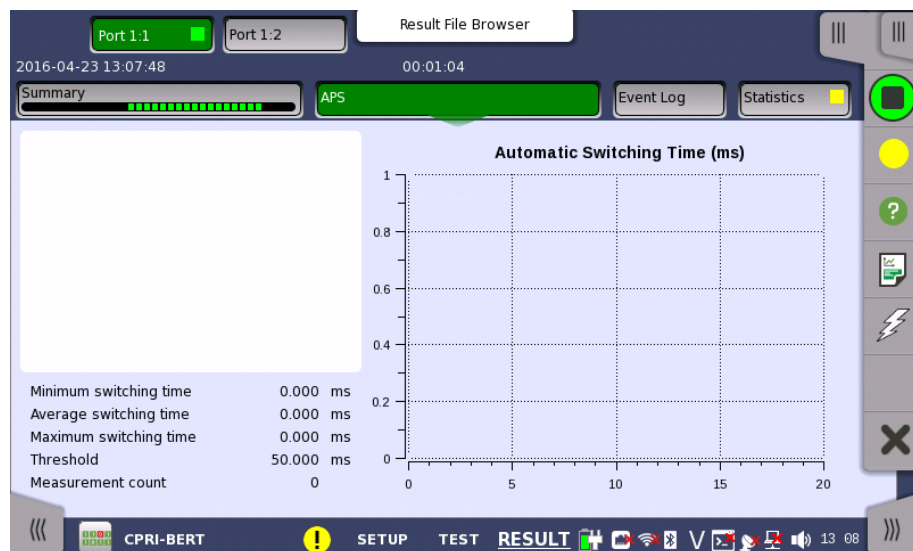 Result File Browser
Port 1:1
Port 1:2
2016-04-23 13:07:48
00:01:04
Summary
APS
Event Log
Statistics
Automatic Switching Time (ms)
1
0.8
0.6
0.4
0.2
0
0 5 10 15 20
Minimum switching time 0.000 ms
Average switching time 0.000 ms
Maximum switching time 0.000 ms
Threshold 50.000 ms
Measurement count 0
CPRI-BERT
SETUP
TEST
RESULT
V
13 08